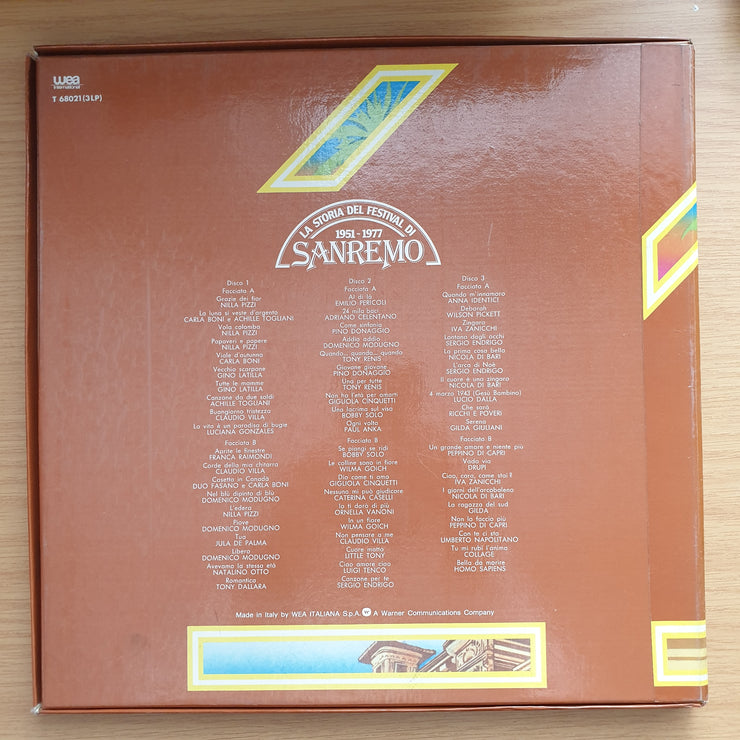 wea
International
T 68021 (3LP)
LA STORIA DEL FESTIVAL DI
1951-1977
SANREMO
Disco 1
Facciata A
Grazie dei fior
NILLA PIZZI
La luna si veste d'argento
CARLA BONI e ACHILLE TOGLIANI
Vola colomba
NILLA PIZZI
Papaveri e papere
NILLA PIZZI
Viale d'autunno
CARLA BONI
Vecchio scarpone
GINO LATILLA
Tutte le mamme
GINO LATILLA
Canzone da due soldi
ACHILLE TOGLIANI
Buongiorno tristezza
CLAUDIO VILLA
La vita è un paradiso di bugie
LUCIANA GONZALES
Facciata B
Aprite le finestre
FRANCA RAIMONDI
Corde della mia chitarra
CLAUDIO VILLA
Casetta in Canadà
DUO FASANO e CARLA BONI
Nel blù dipinto di blù
DOMENICO MODUGNO
L'edera
NILLA PIZZI
Piove
DOMENICO MODUGNO
Tua
JULA DE PALMA
Libero
DOMENICO MODUGNO
Avevamo la stessa età
NATALINO OTTO
Romantica
TONY DALLARA
Disco 2
Facciata A
Al di là
EMILIO PERICOLI
24 mila baci
ADRIANO CELENTANO
Come sinfonia
PINO DONAGGIO
Addio addio
DOMENICO MODUGNO
Quando... quando... quando
TONY RENIS
Giovane giovane
PINO DONAGGIO
Uno per tutte
TONY RENIS
Non ho l'età per amarti
GIGLIOLA CINQUETTI
Una lacrima sul viso
BOBBY SOLO
Ogni volta
PAUL ANKA
Facciata B
Se piangi se ridi
BOBBY SOLO
Le colline sono in fiore
WILMA GOICH
Dio come ti amo
GIGLIOLA CINQUETTI
Nessuno mi può giudicare
CATERINA CASELLI
Io ti darò di più
ORNELLA VANONI
In un fiore
WILMA GOICH
Non pensare a me
CLAUDIO VILLA
Cuore matto
LITTLE TONY
Ciao amore ciao
LUIGI TENCO
Canzone per te
SERGIO ENDRIGO
Disco 3
Facciata A
Quando m'innamoro
ANNA IDENTICI
Deborah
WILSON PICKETT
Zingara
IVA ZANICCHI
Lontano dagli occhi
SERGIO ENDRIGO
La prima cosa bella
NICOLA DI BARI
L'arca di Noè
SERGIO ENDRIGO
Il cuore è uno zingaro
NICOLA DI BARI
4 marzo 1943 (Gesù Bambino)
LUCIO DALLA
Che sarà
RICCHI E POVERI
Serena
GILDA GIULIANI
Facciata B
Un grande amore e niente più
PEPPINO DI CAPRI
Vado via
DRUPI
Ciao, cara, come stai?
IVA ZANICCHI
I giorni dell'arcobaleno
NICOLA DI BARI
La ragazza del sud
GILDA
Non lo faccio più
PEPPINO DI CAPRI
Con te ci sto
UMBERTO NAPOLITANO
Tu mi rubi l'anima
COLLAGE
Bella da morire
HOMO SAPIENS
Made in Italy by WEA ITALIANA S.p.A. A Warner Communications Company